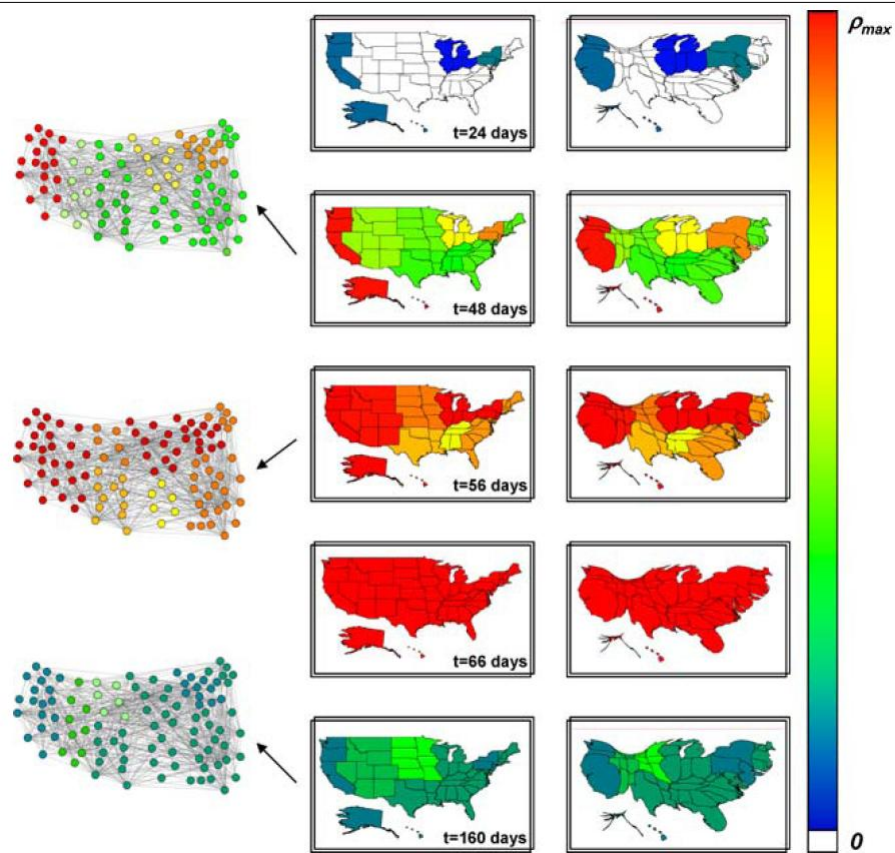 ρmax
t=24 days
t=48 days
t=56 days
t=66 days
t=160 days
0